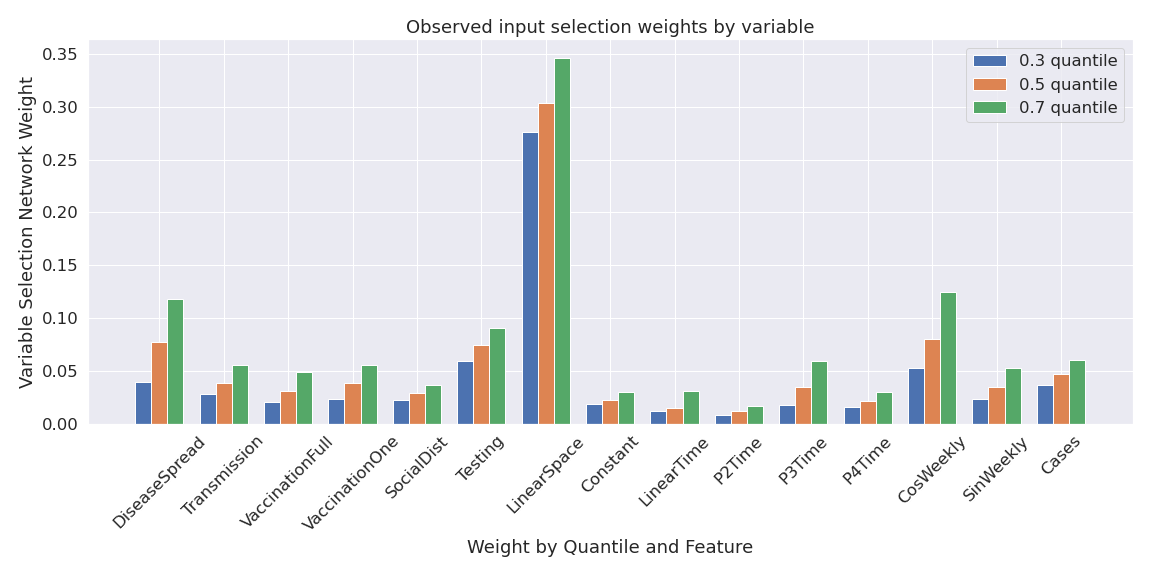 Observed input selection weights by variable
0.3 quantile
0.5 quantile
0.7 quantile
Variable Selection Network Weight
0.35
0.30
0.25
0.20
0.15
0.10
0.05
0.00
DiseaseSpread
Transmission
VaccinationFull
VaccinationOne
SocialDist
Testing
LinearSpace
Constant
LinearTime
P2Time
P3Time
P4Time
CosWeekly
SinWeekly
Cases
Weight by Quantile and Feature